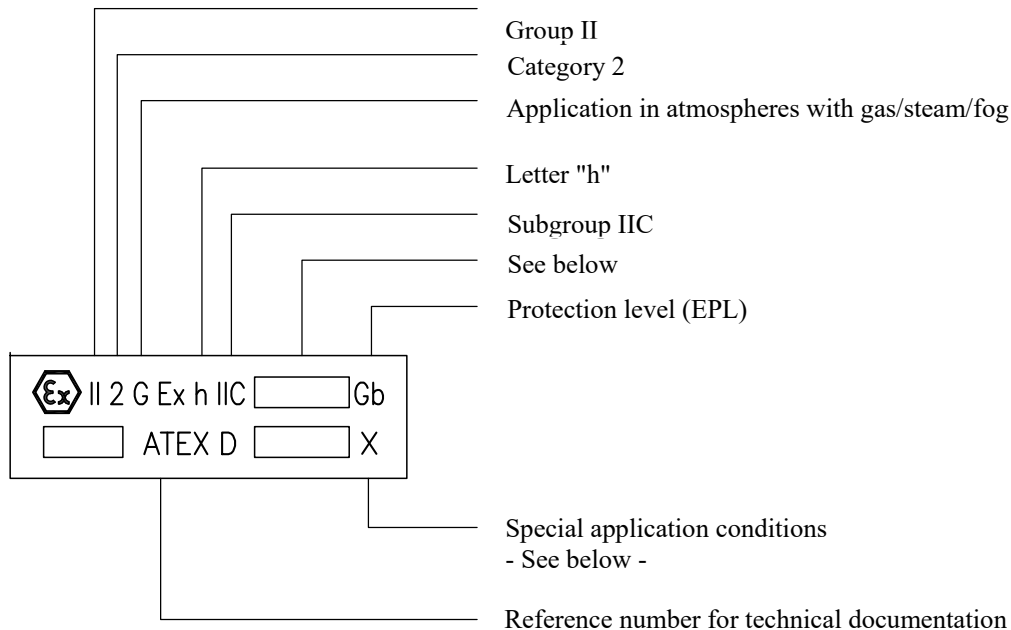 Group II
Category 2
Application in atmospheres with gas/steam/fog
Letter "h"
Subgroup IIC
See below
Protection level (EPL)
Ex II 2 G Ex h IIC Gb
ATEX D X
Special application conditions
- See below -
Reference number for technical documentation